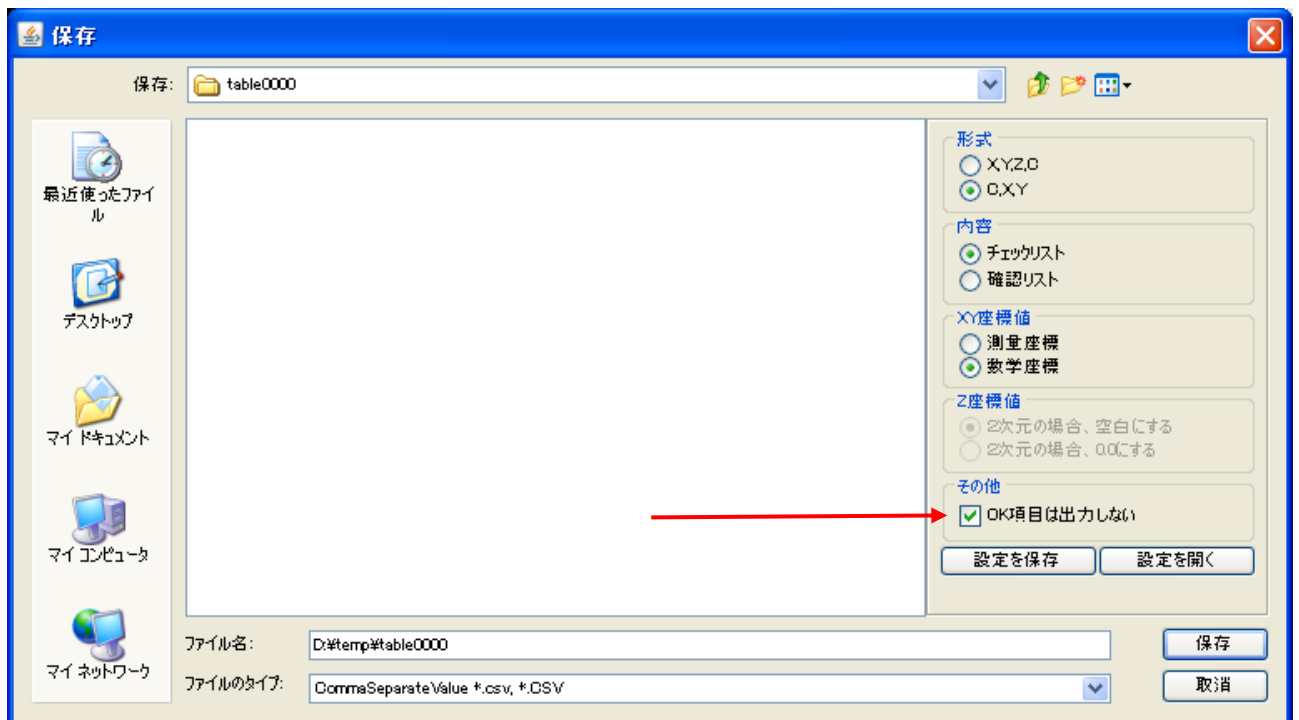 保存
保存:
table0000
最近使ったファイ
ル
デスクトップ
マイ ドキュメント
マイ コンピュータ
マイ ネットワーク
形式
X,Y,Z,C
C,X,Y
内容
チェックリスト
確認リスト
XY座標値
測量座標
数学座標
Z座標値
2次元の場合、空白にする
2次元の場合、0.0にする
その他
OK項目は出力しない
設定を保存
設定を開く
ファイル名:
D:¥temp¥table0000
保存
ファイルのタイプ:
CommaSeparateValue *.csv, *.CSV
取消